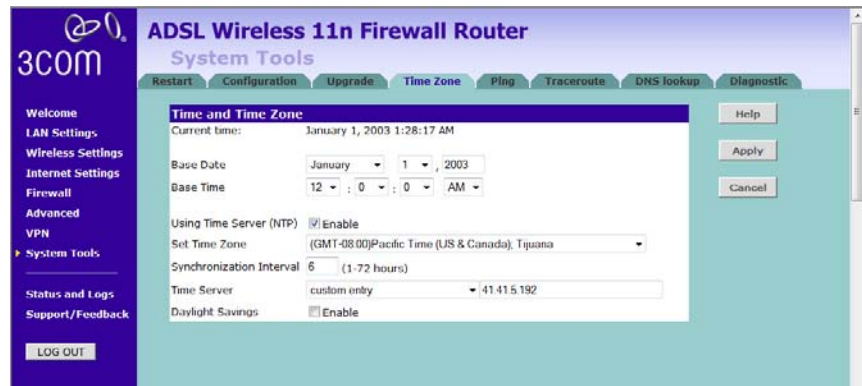 3COM
ADSL Wireless 11n Firewall Router
System Tools
Restart Configuration Upgrade Time Zone Ping Traceroute DNS lookup Diagnostic
Welcome
LAN Settings
Wireless Settings
Internet Settings
Firewall
Advanced
VPN
System Tools
Status and Logs
Support/Feedback
LOG OUT
Time and Time Zone
Current time: January 1, 2003 1:28:17 AM
Base Date January 1 , 2003
Base Time 12 : 0 : 0 AM
Using Time Server (NTP) Enable
Set Time Zone (GMT-08:00)Pacific Time (US & Canada); Tijuana
Synchronization Interval 6 (1-72 hours)
Time Server custom entry 41.41.5.192
Daylight Savings Enable
Help
Apply
Cancel